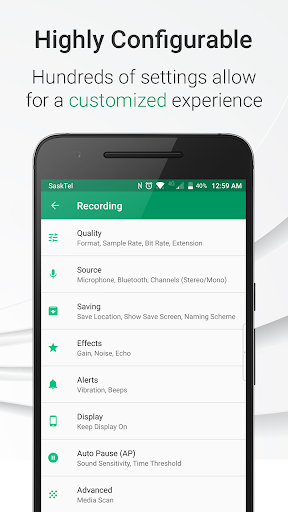 Highly Configurable
Hundreds of settings allow
for a customized experience
SaskTel
4G
40%
12:59 AM
Recording
Quality
Format, Sample Rate, Bit Rate, Extension
Source
Microphone, Bluetooth, Channels (Stereo/Mono)
Saving
Save Location, Show Save Screen, Naming Scheme
Effects
Gain, Noise, Echo
Alerts
Vibration, Beeps
Display
Keep Display On
Auto Pause (AP)
Sound Sensitivity, Time Threshold
Advanced
Media Scan